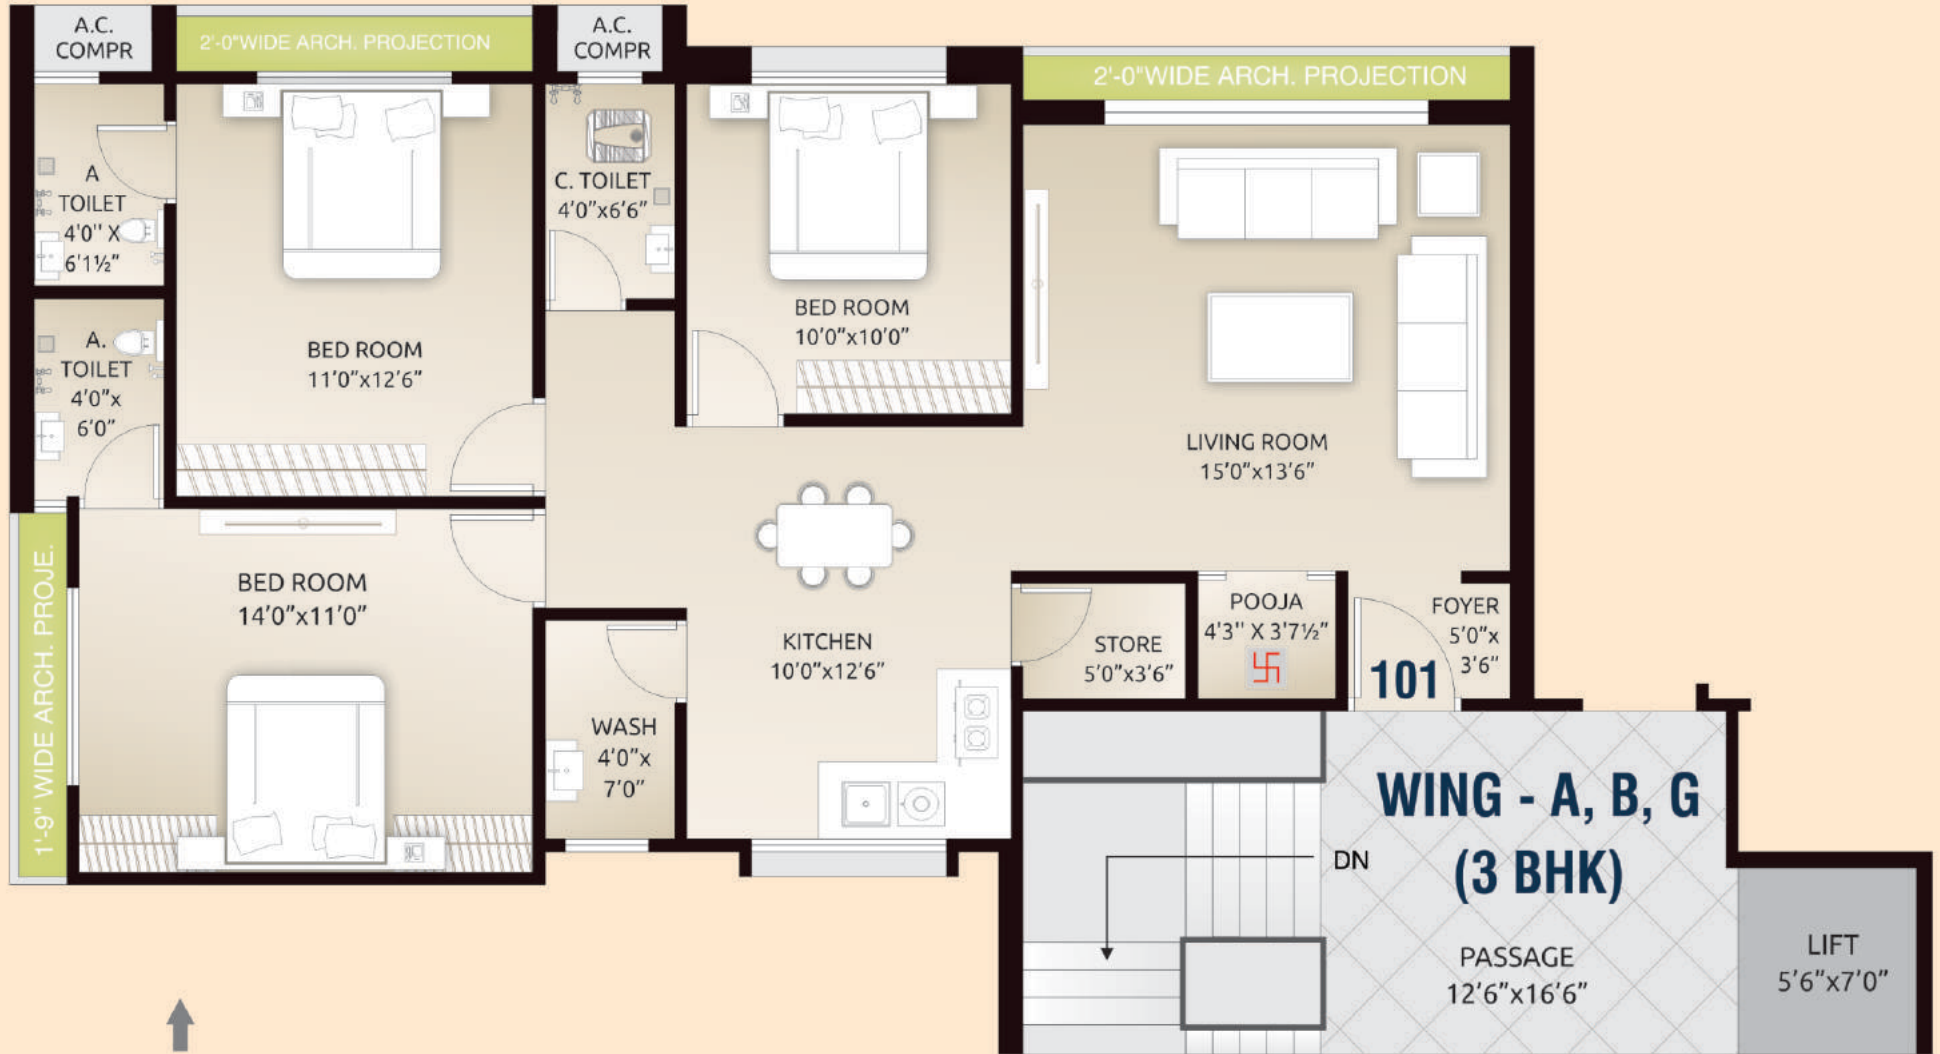 A.C.
COMPR
2'-0"WIDE ARCH. PROJECTION
A.C.
COMPR
2'-0"WIDE ARCH. PROJECTION
A
TOILET
4'0'' X
6'1½”
C. TOILET
4'0”x6'6”
BED ROOM
10'0”x10'0”
BED ROOM
11'0”x12'6”
A.
TOILET
4'0”x
6'0”
LIVING ROOM
15'0”x13'6”
1'-9" WIDE ARCH. PROJE.
BED ROOM
14'0”x11'0”
KITCHEN
10'0”x12'6”
STORE
5'0”x3'6”
POOJA
4'3'' X 3'7½”
FOYER
5'0”x
3'6”
101
WASH
4'0”x
7'0”
WING - A, B, G
(3 BHK)
DN
PASSAGE
12'6”x16'6”
LIFT
5'6”x7'0”